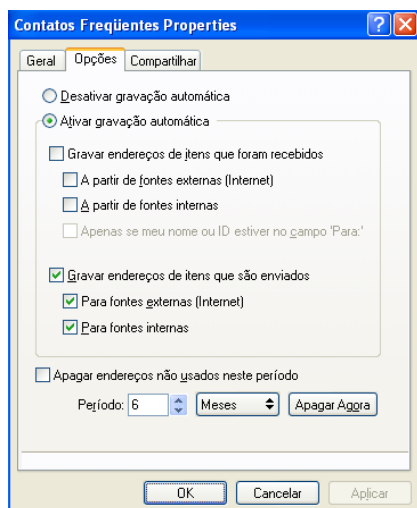 Contatos Freqüentes Properties
Geral Opções Compartilhar
Desativar gravação automática
Ativar gravação automática
Gravar endereços de itens que foram recebidos
A partir de fontes externas (Internet)
A partir de fontes internas
Apenas se meu nome ou ID estiver no campo 'Para:'
Gravar endereços de itens que são enviados
Para fontes externas (Internet)
Para fontes internas
Apagar endereços não usados neste período
Período: 6 Meses Apagar Agora
OK Cancelar Aplicar